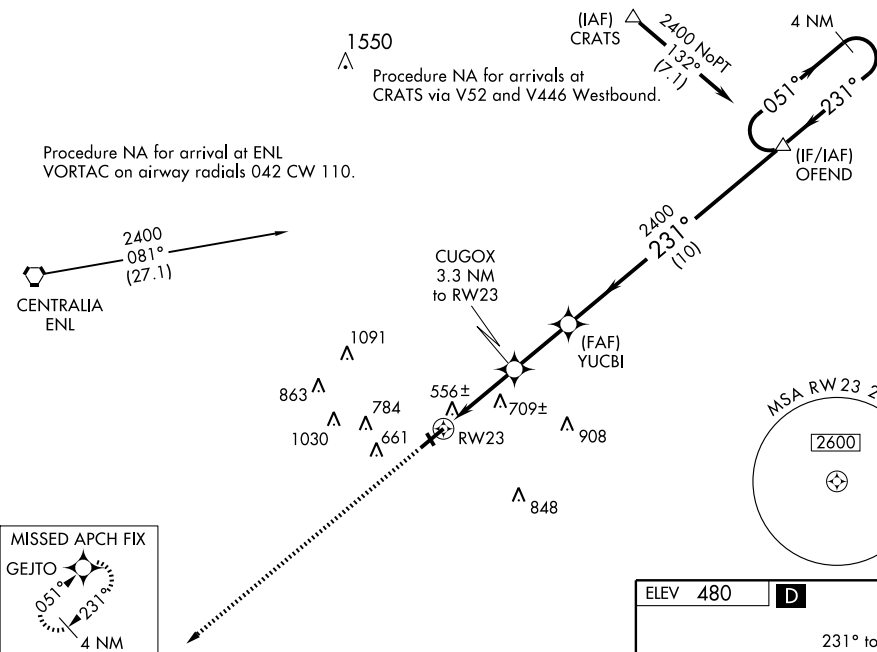 1550
Procedure NA for arrivals at
CRATS via V52 and V446 Westbound.
(IAF)
CRATS
2400 NoPT
132°
(7.1)
4 NM
051°
231°
(IF/IAF)
OFEND
Procedure NA for arrival at ENL
VORTAC on airway radials 042 CW 110.
2400
081°
(27.1)
CENTRALIA
ENL
2400
231°
(10)
CUGOX
3.3 NM
to RW23
(FAF)
YUCBI
1091
863
1030
784
661
556±
709±
RW23
908
848
MSA RW23 2
2600
MISSED APCH FIX
GEJTO
051°
231°
4 NM
ELEV 480
D
231° to